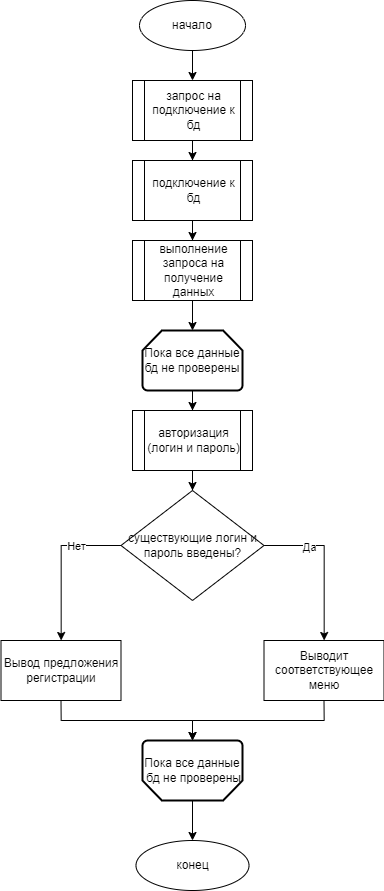 начало
запрос на
подключение к
бд
подключение к
бд
выполнение
запроса на
получение
данных
Пока все данные
бд не проверены
авторизация
(логин и пароль)
существующие логин и
пароль введены?
Нет
Да
Вывод предложения
регистрации
Выводит
соответствующее
меню
Пока все данные
бд не проверены
конец